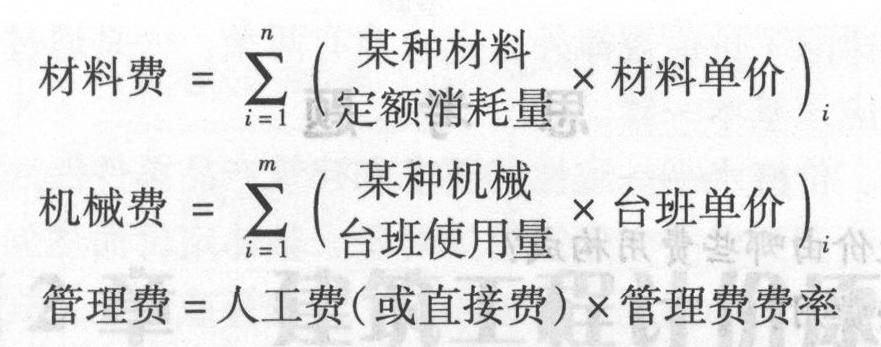 材料费 = ∑ n i=1 ( 某种材料 定额消耗量 × 材料单价 ) i
机械费 = ∑ m i=1 ( 某种机械 台班使用量 × 台班单价 ) i
管理费=人工费(或直接费)×管理费费率